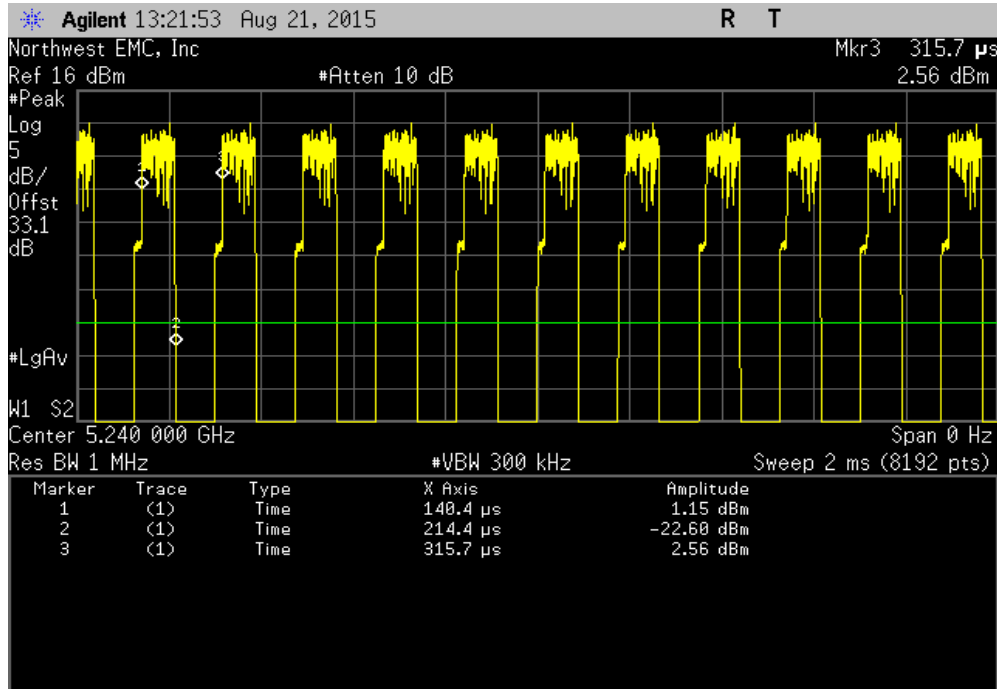 Agilent 13:21:53 Aug 21, 2015 R T
Northwest EMC, Inc Mkr3 315.7 µs
Ref 16 dBm #Atten 10 dB 2.56 dBm
#Peak
Log
5
dB/
Offst
33.1
dB
1
3
2
#LgAv
W1 S2
Center 5.240 000 GHz Span 0 Hz
Res BW 1 MHz #VBW 300 kHz Sweep 2 ms (8192 pts)
Marker Trace Type X Axis Amplitude
1 (1) Time 140.4 µs 1.15 dBm
2 (1) Time 214.4 µs -22.60 dBm
3 (1) Time 315.7 µs 2.56 dBm